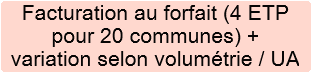 Facturation au forfait (4 ETP
pour 20 communes) +
variation selon volumétrie / UA